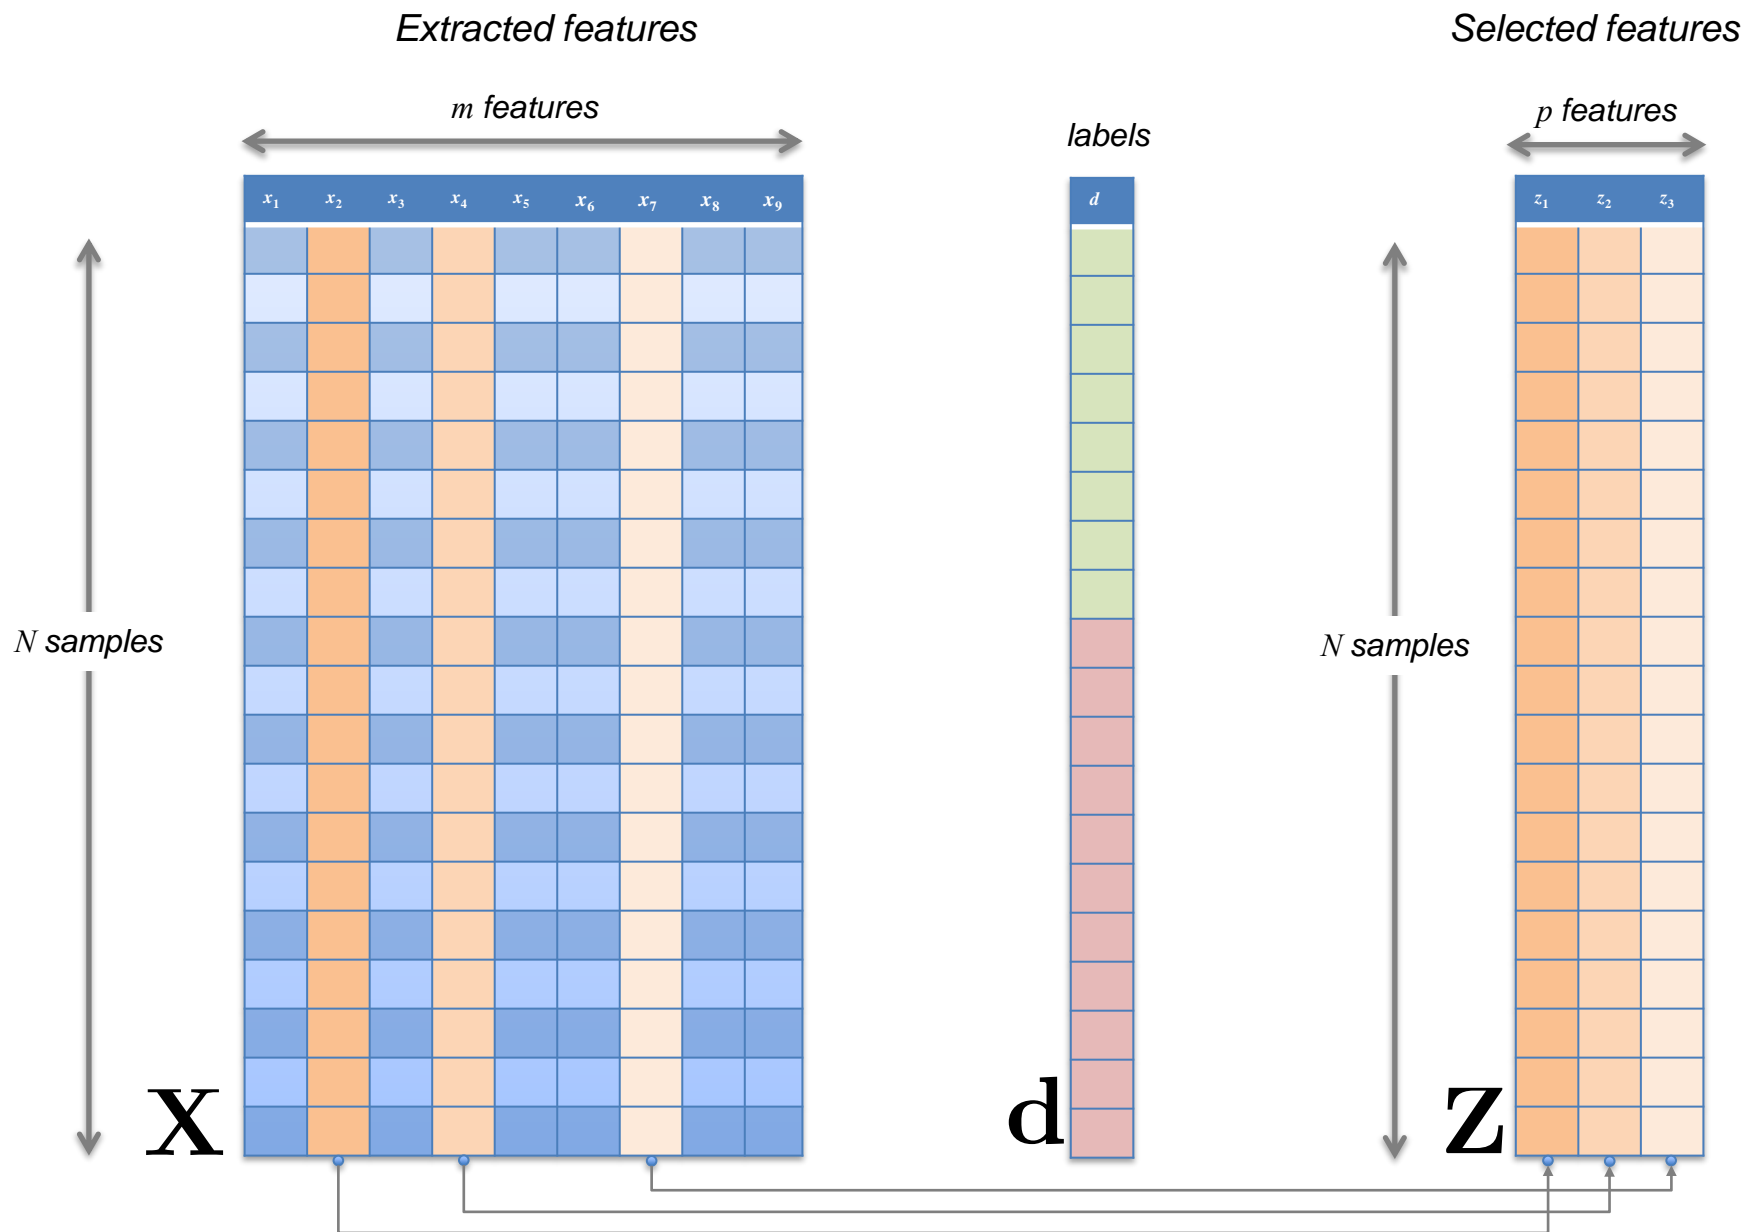 Extracted features
Selected features
m features
p features
labels
x1 x2 x3 x4 x5 x6 x7 x8 x9
d
z1 z2 z3
N samples
N samples
X
d
Z